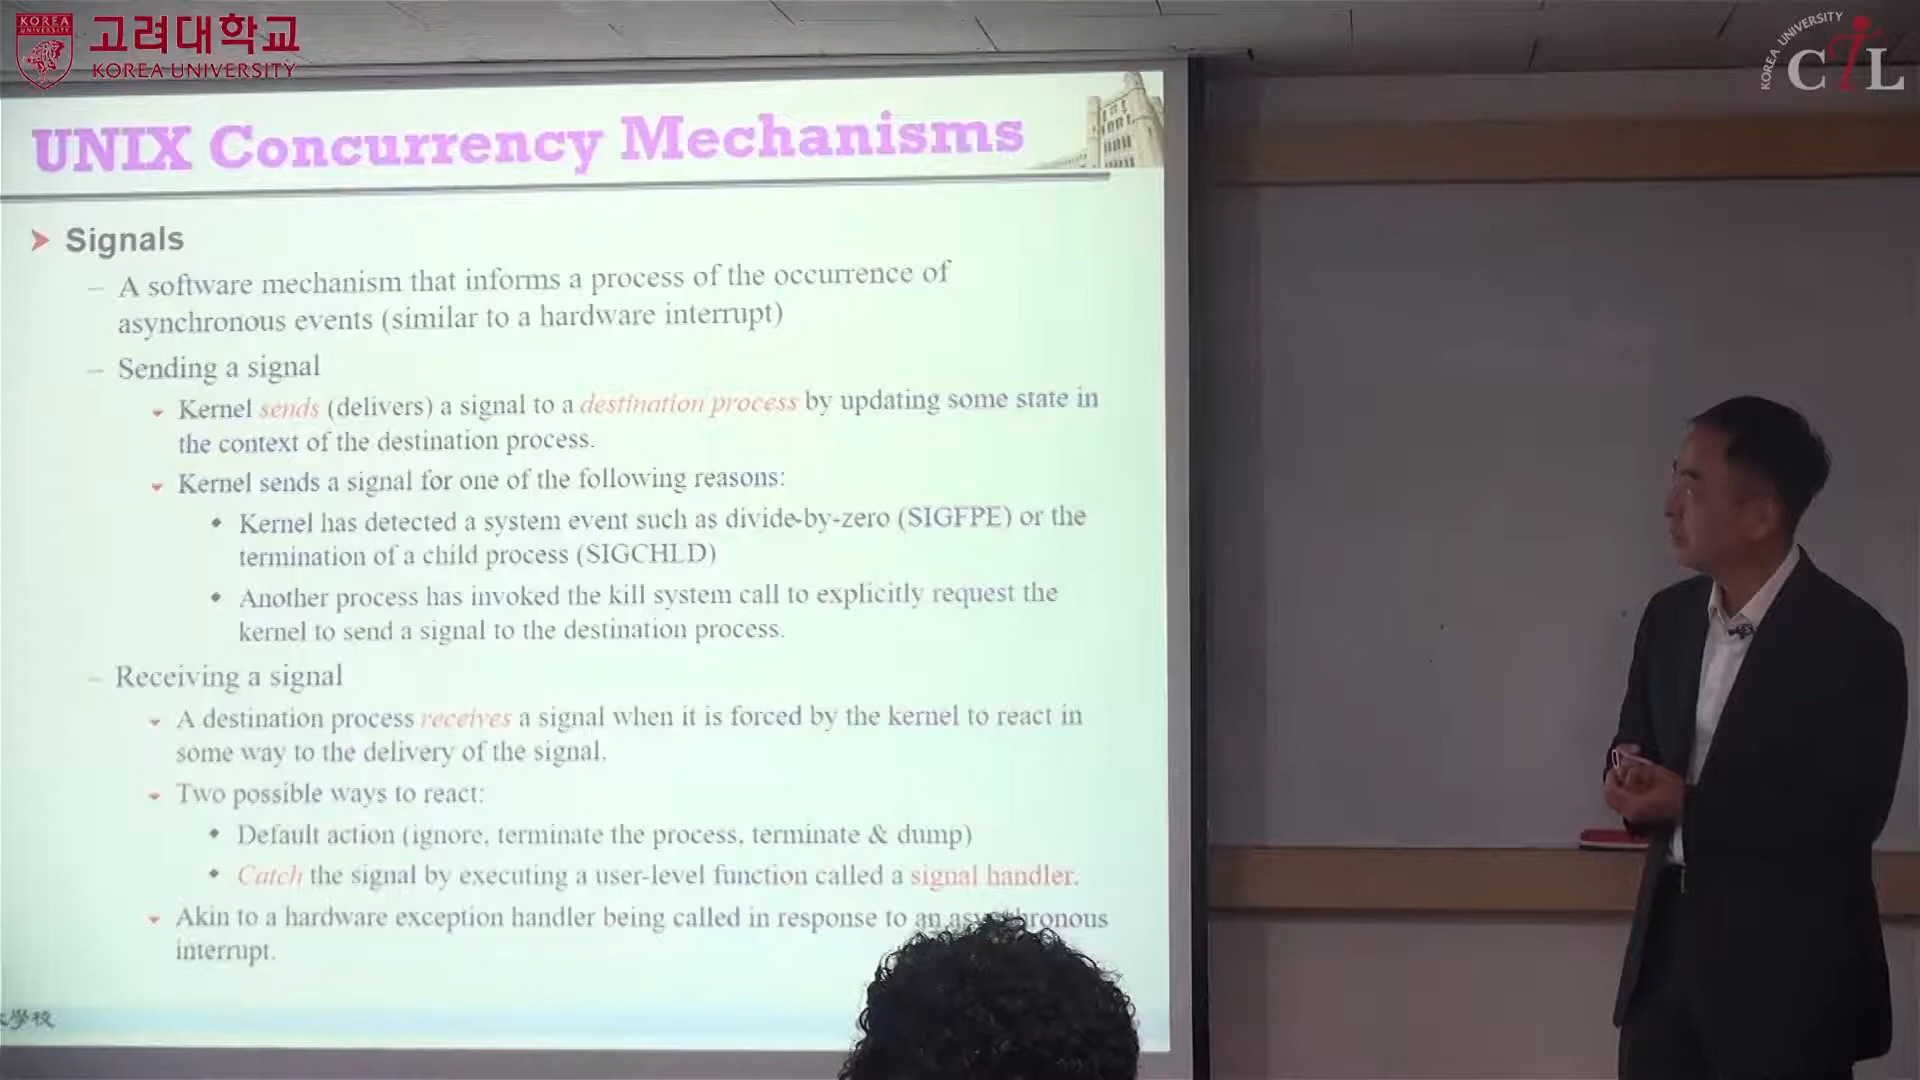 KOREA
UNIVERSITY
고려대학교
KOREA UNIVERSITY
KOREA UNIVERSITY
CTL
UNIX Concurrency Mechanisms
➤ Signals
– A software mechanism that informs a process of the occurrence of
asynchronous events (similar to a hardware interrupt)
– Sending a signal
Kernel sends (delivers) a signal to a destination process by updating some state in
the context of the destination process.
Kernel sends a signal for one of the following reasons:
Kernel has detected a system event such as divide-by-zero (SIGFPE) or the
termination of a child process (SIGCHLD)
Another process has invoked the kill system call to explicitly request the
kernel to send a signal to the destination process.
– Receiving a signal
A destination process receives a signal when it is forced by the kernel to react in
some way to the delivery of the signal.
Two possible ways to react:
Default action (ignore, terminate the process, terminate & dump)
Catch the signal by executing a user-level function called a signal handler.
Akin to a hardware exception handler being called in response to an asynchronous
interrupt.
學校